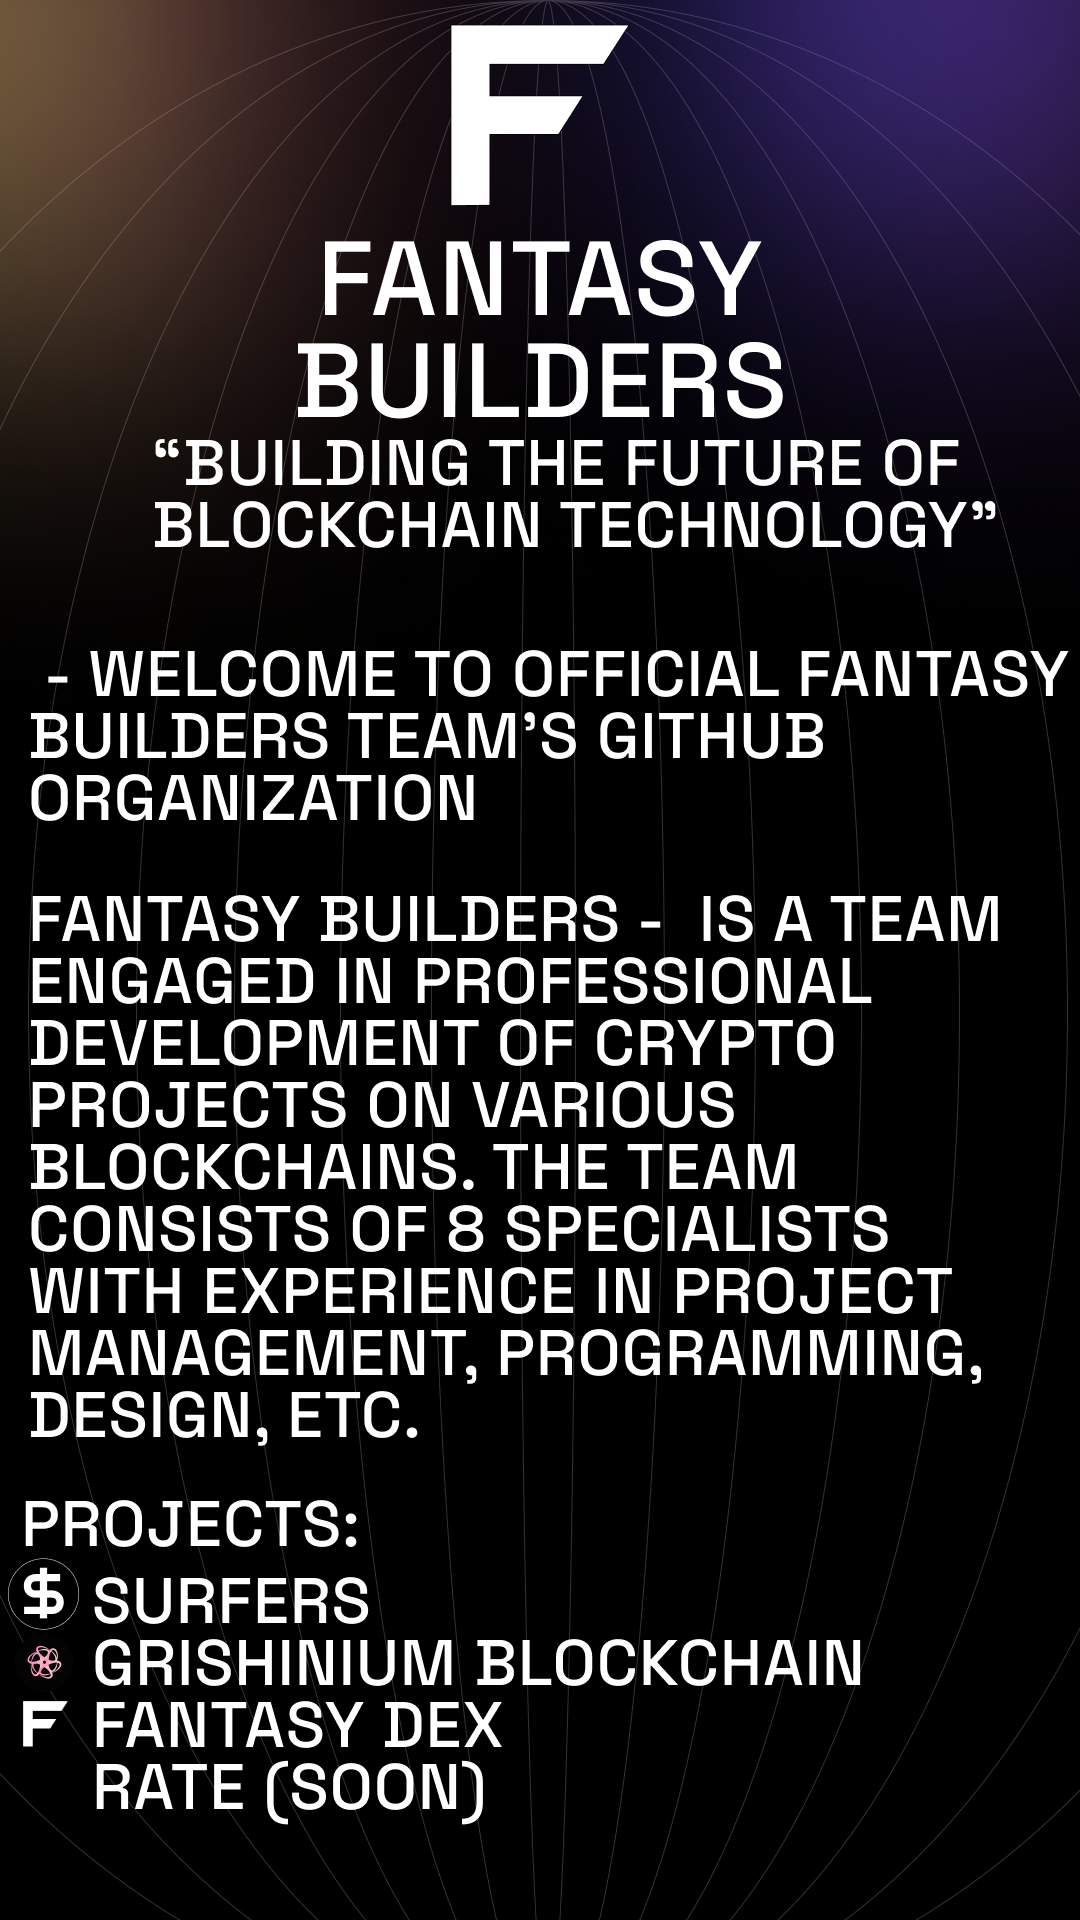 F
FANTASY
BUILDERS
“BUILDING THE FUTURE OF
BLOCKCHAIN TECHNOLOGY”
- WELCOME TO OFFICIAL FANTASY
BUILDERS TEAM’S GITHUB
ORGANIZATION
FANTASY BUILDERS -  IS A TEAM
ENGAGED IN PROFESSIONAL
DEVELOPMENT OF CRYPTO
PROJECTS ON VARIOUS
BLOCKCHAINS. THE TEAM
CONSISTS OF 8 SPECIALISTS
WITH EXPERIENCE IN PROJECT
MANAGEMENT, PROGRAMMING,
DESIGN, ETC.
PROJECTS:
$ SURFERS
GRISHINIUM BLOCKCHAIN
F FANTASY DEX
RATE (SOON)